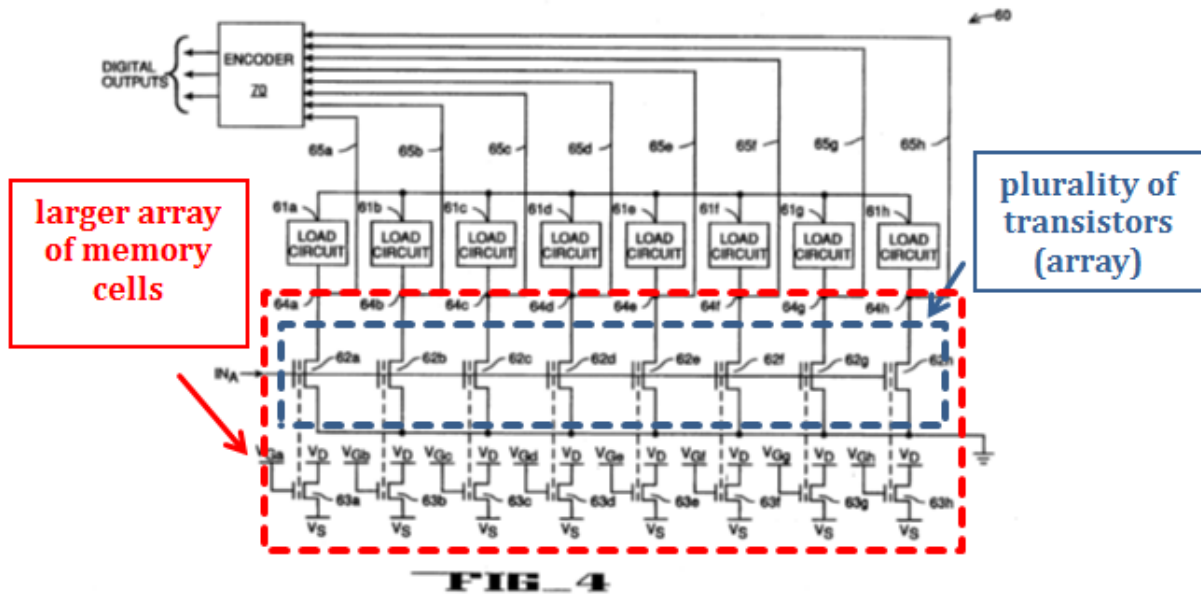 60
ENCODER
70
DIGITAL
OUTPUTS
65a 65b 65c 65d 65e 65f 65g 65h
larger array
of memory
cells
plurality of
transistors
(array)
61a 61b 61c 61d 61e 61f 61g 61h
LOAD CIRCUIT
LOAD CIRCUIT
LOAD CIRCUIT
LOAD CIRCUIT
LOAD CIRCUIT
LOAD CIRCUIT
LOAD CIRCUIT
LOAD CIRCUIT
64a 64b 64c 64d 64e 64f 64g 64h
INA
62a 62b 62c 62d 62e 62f 62g 62h
VGa VD VGb VD VGc VD VGd VD VGe VD VGf VD VGg VD VGh VD
63a 63b 63c 63d 63e 63f 63g 63h
VS VS VS VS VS VS VS VS
FIG_4